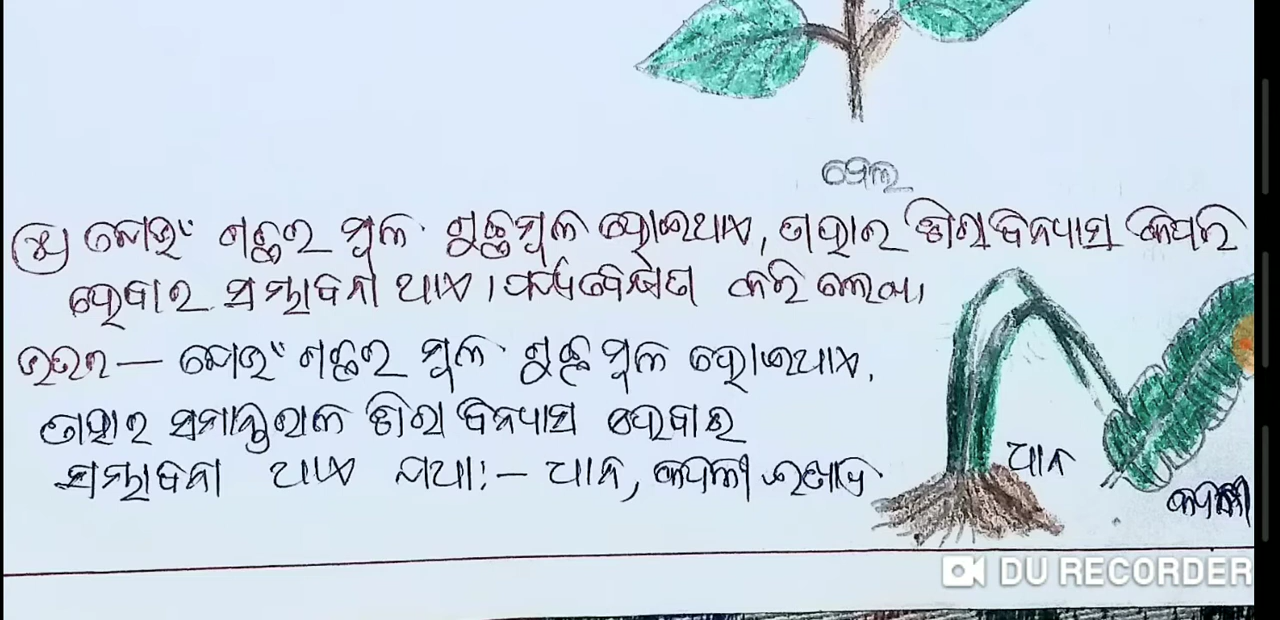 ବେଲ
(୪) ଯେଉଁ ଗଛର ମୂଳ ଗୁଚ୍ଛମୂଳ ହୋଇଥାଏ, ତାହାର ଶିରାବିନ୍ୟାସ କିପରି
ହେବାର ସମ୍ଭାବନା ଥାଏ । ପର୍ଯ୍ୟବେକ୍ଷଣ କରି ଲେଖ।
ଉତ୍ତର — ଯେଉଁ ଗଛର ମୂଳ ଗୁଚ୍ଛମୂଳ ହୋଇଥାଏ,
ତାହାର ସମାନ୍ତରାଳ ଶିରାବିନ୍ୟାସ ହେବାର
ସମ୍ଭାବନା ଥାଏ ଯଥା:- ଧାନ, କଦଳୀ ଇତ୍ୟାଦି
ଧାନ
କଦଳୀ
DU RECORDER